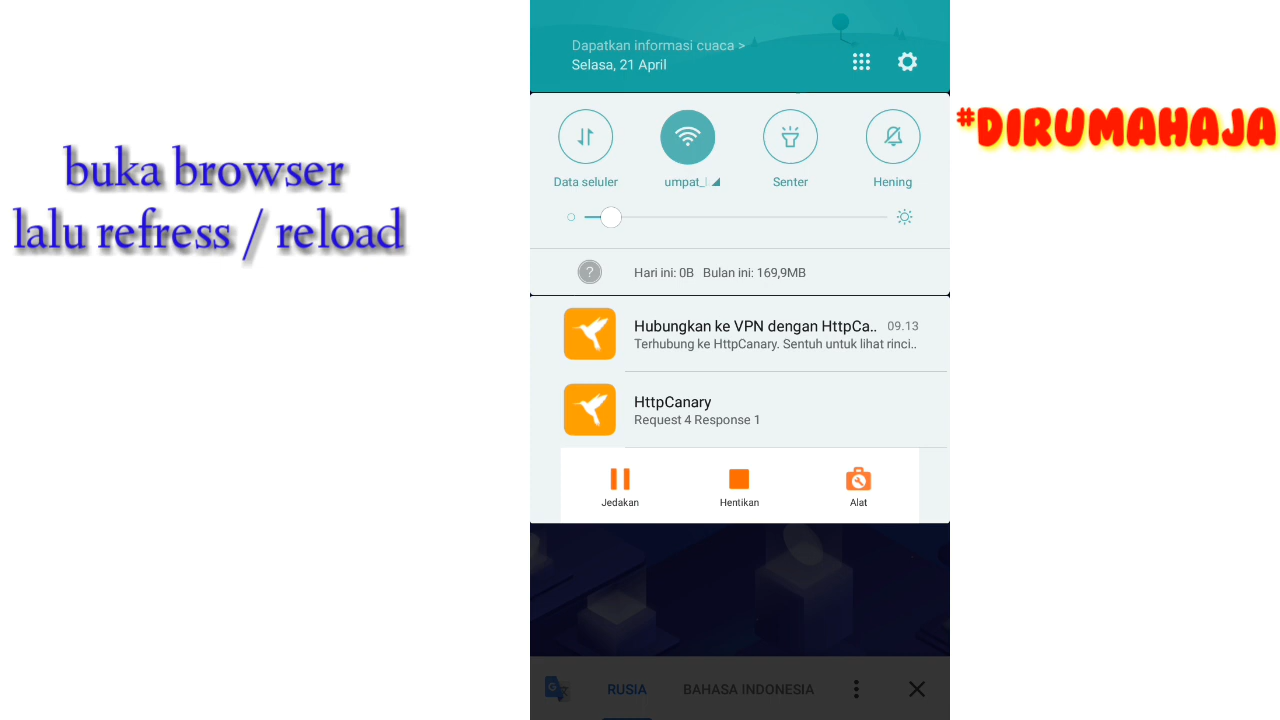 buka browser
lalu refress / reload
Dapatkan informasi cuaca >
Selasa, 21 April
Data seluler
umpat_
Senter
Hening
?
Hari ini: 0B Bulan ini: 169,9MB
Hubungkan ke VPN dengan HttpCa.. 09.13
Terhubung ke HttpCanary. Sentuh untuk lihat rinci..
HttpCanary
Request 4 Response 1
Jedakan
Hentikan
Alat
RUSIA
BAHASA INDONESIA
#DIRUMAHAJA